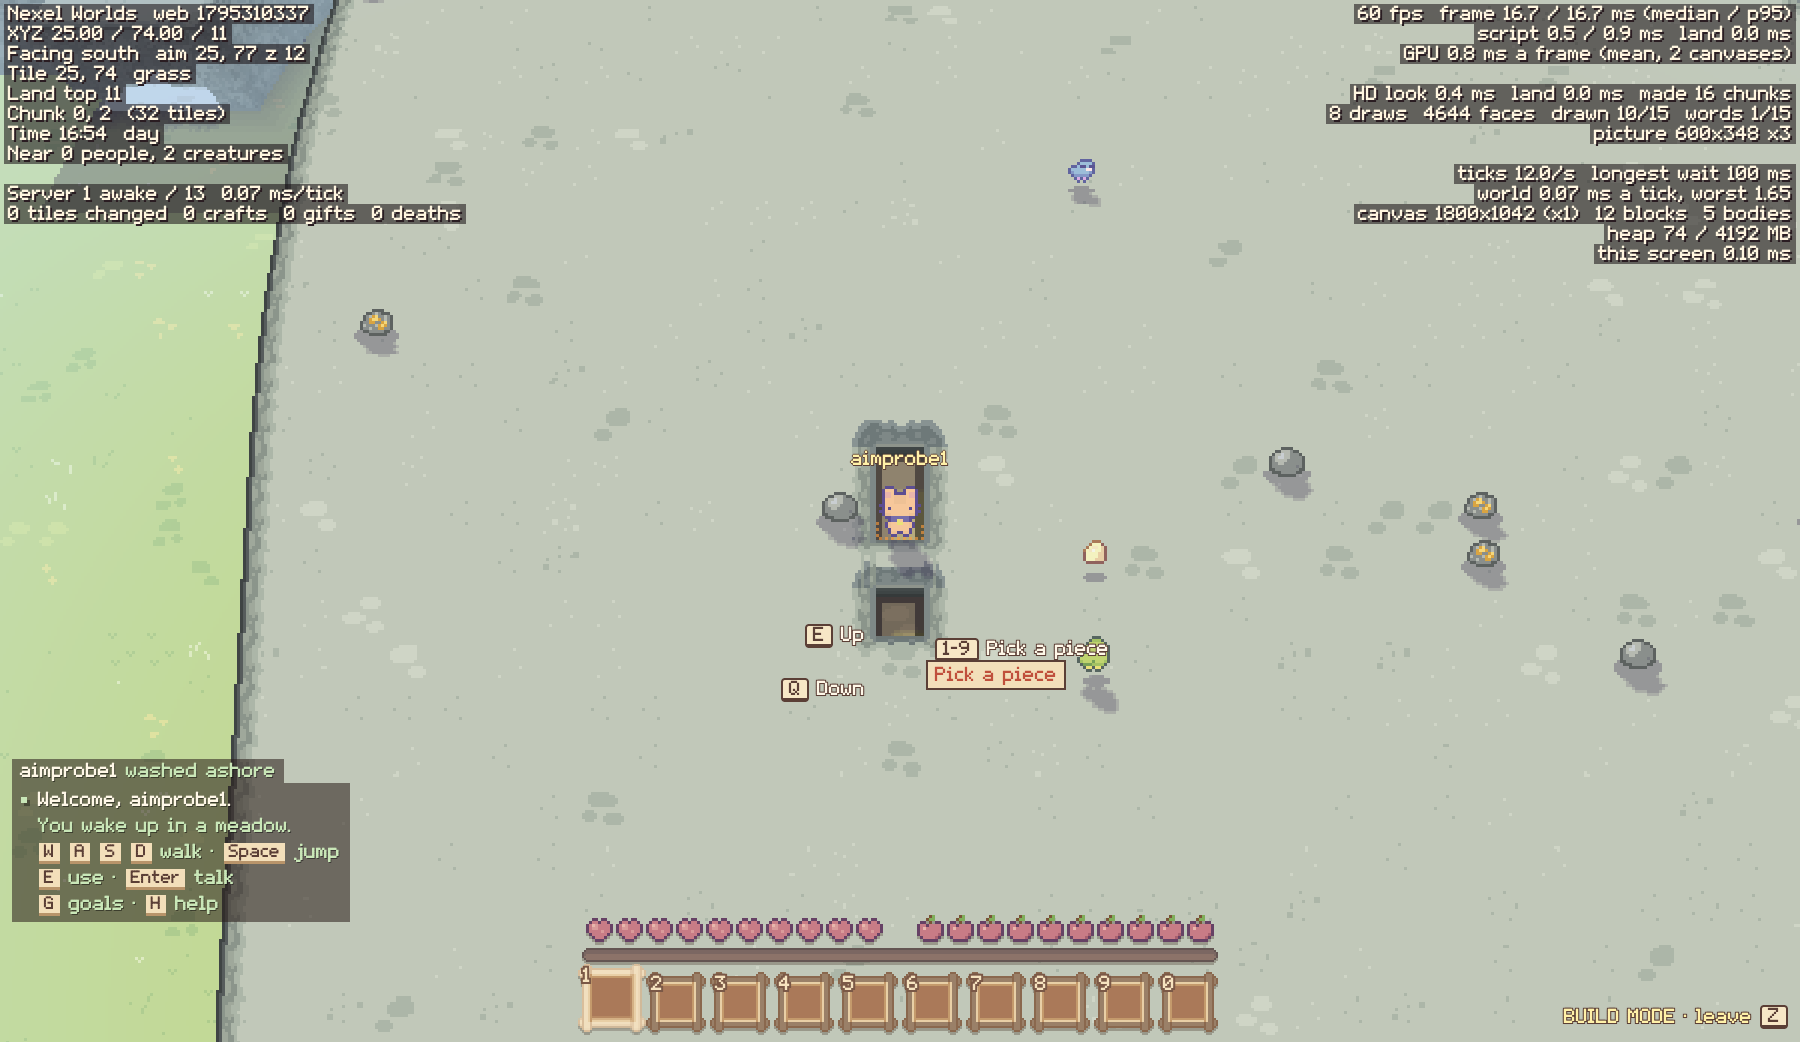 Nexel Worlds web 1795310337
XYZ 25.00 / 74.00 / 11
Facing south aim 25, 77 z 12
Tile 25, 74 grass
Land top 11
Chunk 0, 2 (32 tiles)
Time 16:54 day
Near 0 people, 2 creatures
Server 1 awake / 13 0.07 ms/tick
0 tiles changed 0 crafts 0 gifts 0 deaths
60 fps frame 16.7 / 16.7 ms (median / p95)
script 0.5 / 0.9 ms land 0.0 ms
GPU 0.8 ms a frame (mean, 2 canvases)
HD look 0.4 ms land 0.0 ms made 16 chunks
8 draws 4644 faces drawn 10/15 words 1/15
picture 600x348 x3
ticks 12.0/s longest wait 100 ms
world 0.07 ms a tick, worst 1.65
canvas 1800x1042 (x1) 12 blocks 5 bodies
heap 74 / 4192 MB
this screen 0.10 ms
aimprobe1
E Up
1-9 Pick a piece
Pick a piece
Q Down
aimprobe1 washed ashore
Welcome, aimprobe1.
You wake up in a meadow.
W A S D walk · Space jump
E use · Enter talk
G goals · H help
1 2 3 4 5 6 7 8 9 0
BUILD MODE · leave Z